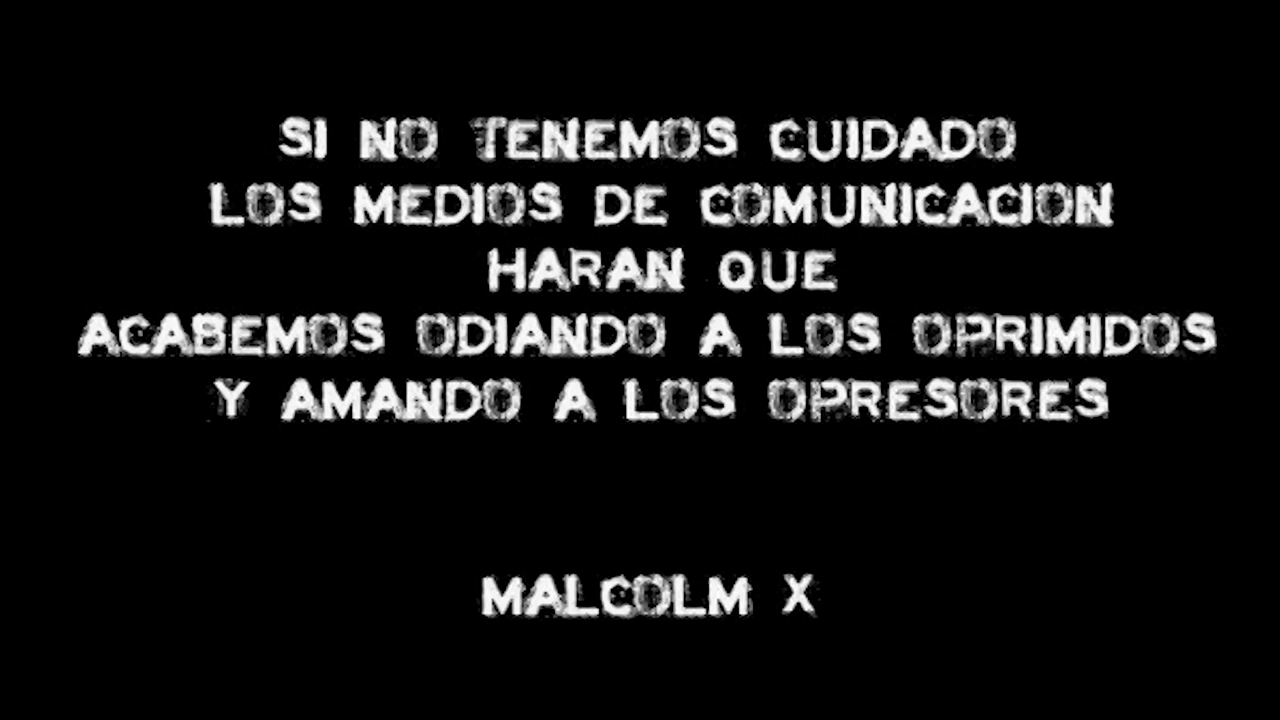 SI NO TENEMOS CUIDADO
LOS MEDIOS DE COMUNICACION
HARAN QUE
ACABEMOS ODIANDO A LOS OPRIMIDOS
Y AMANDO A LOS OPRESORES
MALCOLM X